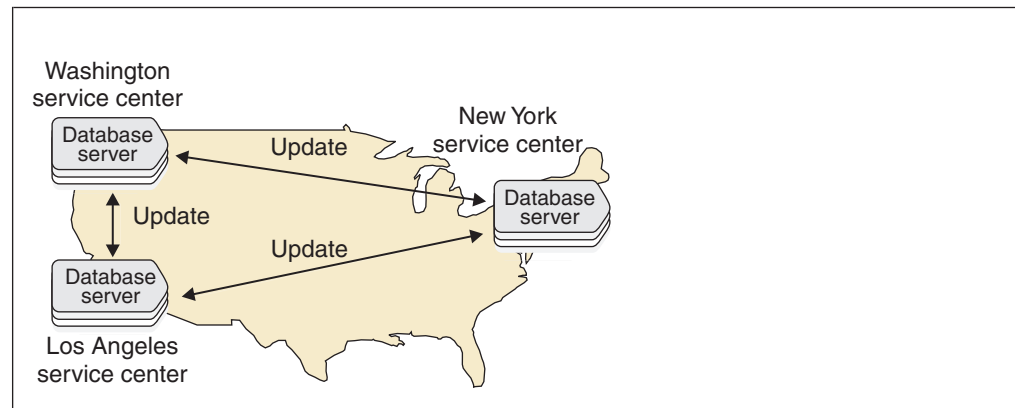 Washington
service center
Database
server
Update
New York
service center
Database
server
Update
Update
Database
server
Los Angeles
service center